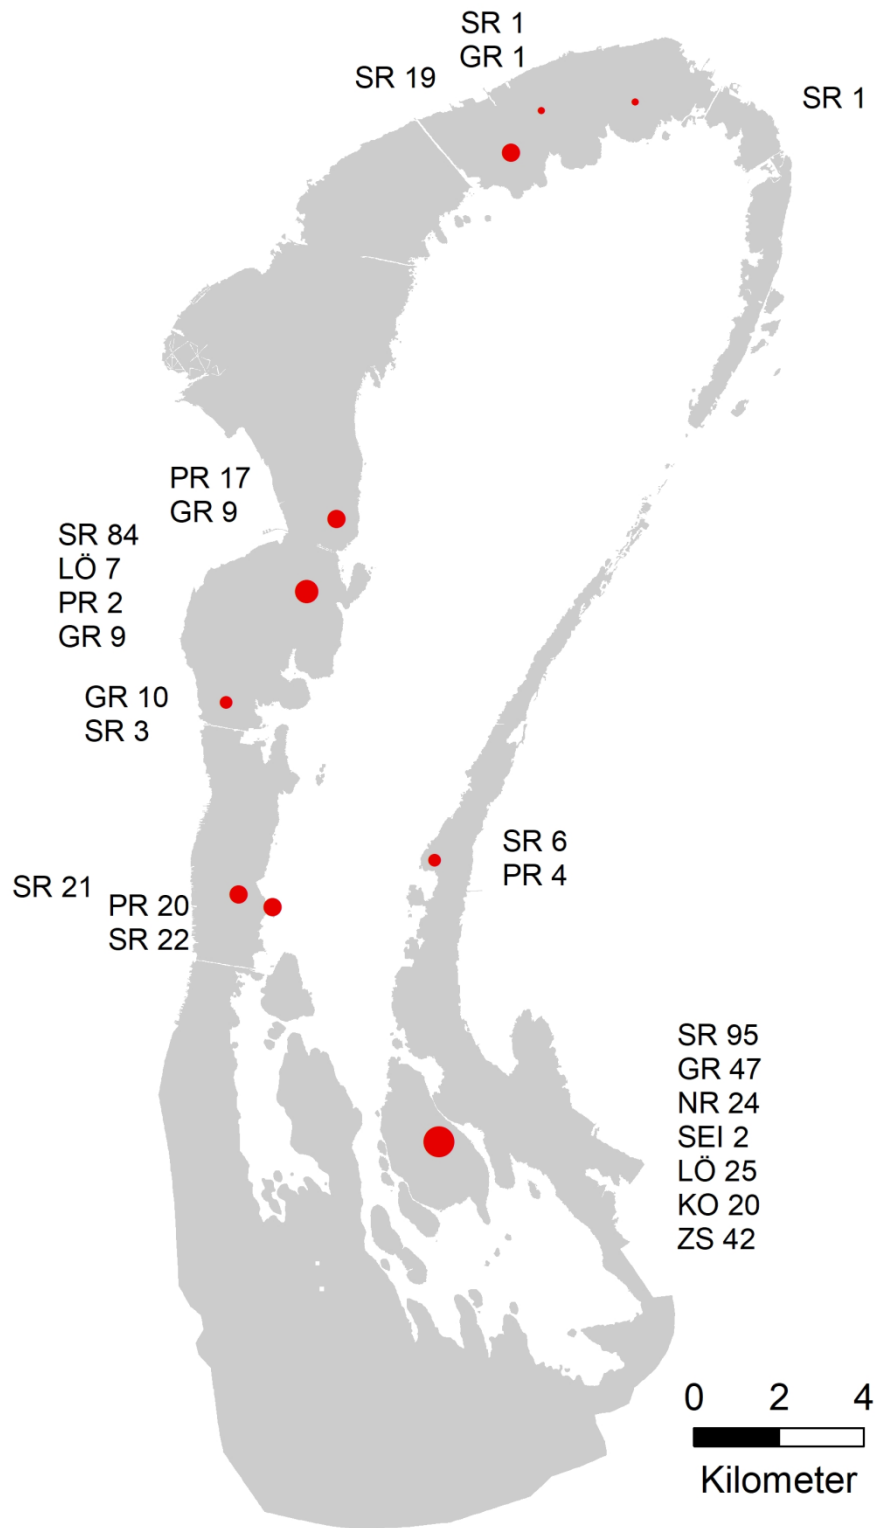 SR 1
GR 1
SR 19
SR 1
PR 17
GR 9
SR 84
LÖ 7
PR 2
GR 9
GR 10
SR 3
SR 6
PR 4
SR 21
PR 20
SR 22
SR 95
GR 47
NR 24
SEI 2
LÖ 25
KO 20
ZS 42
0 2 4
Kilometer